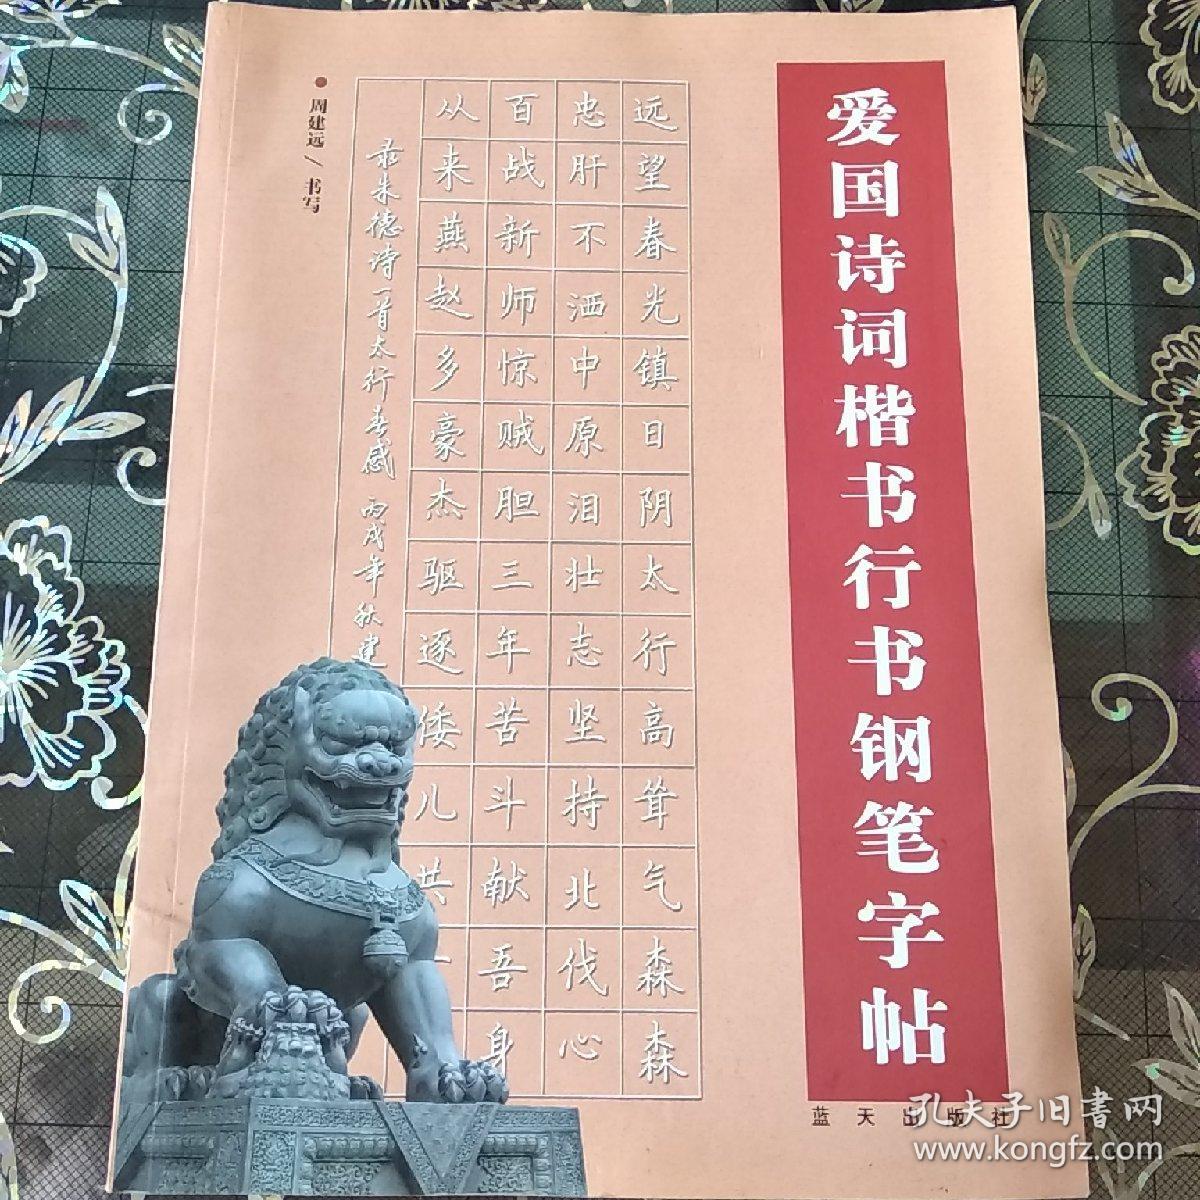 爱国诗词楷书行书钢笔字帖
远望春光镇日阴太行高耸气森森
忠肝不洒中原泪壮志坚持北伐心
百战新师惊贼胆三年苦斗献吾身
从来燕赵多豪杰驱逐倭儿共一
录朱德诗一首太行春感 丙戌年秋建
周建远/书写
蓝天出版社
孔夫子旧书网
www.kongfz.com